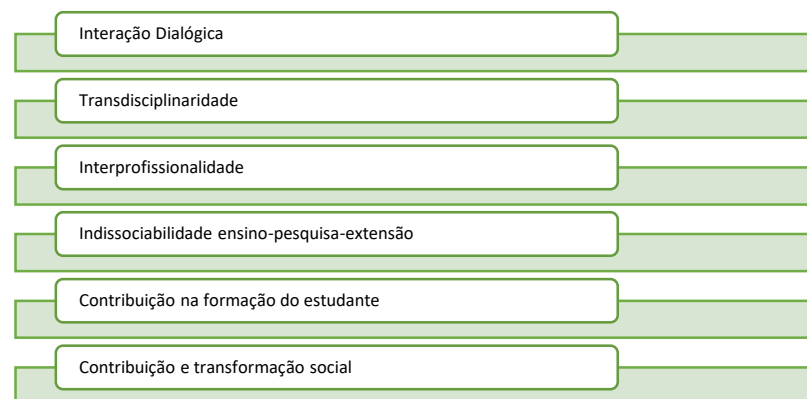 Interação Dialógica
Transdisciplinaridade
Interprofissionalidade
Indissociabilidade ensino-pesquisa-extensão
Contribuição na formação do estudante
Contribuição e transformação social